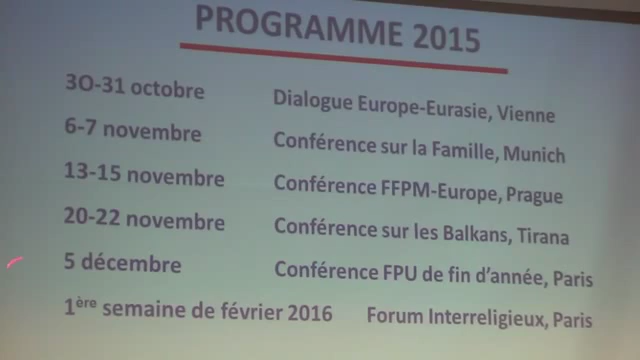 PROGRAMME 2015
3O-31 octobre Dialogue Europe-Eurasie, Vienne
6-7 novembre Conférence sur la Famille, Munich
13-15 novembre Conférence FFPM-Europe, Prague
20-22 novembre Conférence sur les Balkans, Tirana
5 décembre Conférence FPU de fin d'année, Paris
1ère semaine de février 2016 Forum Interreligieux, Paris